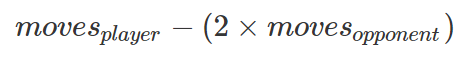 moves_player − (2 × moves_opponent)